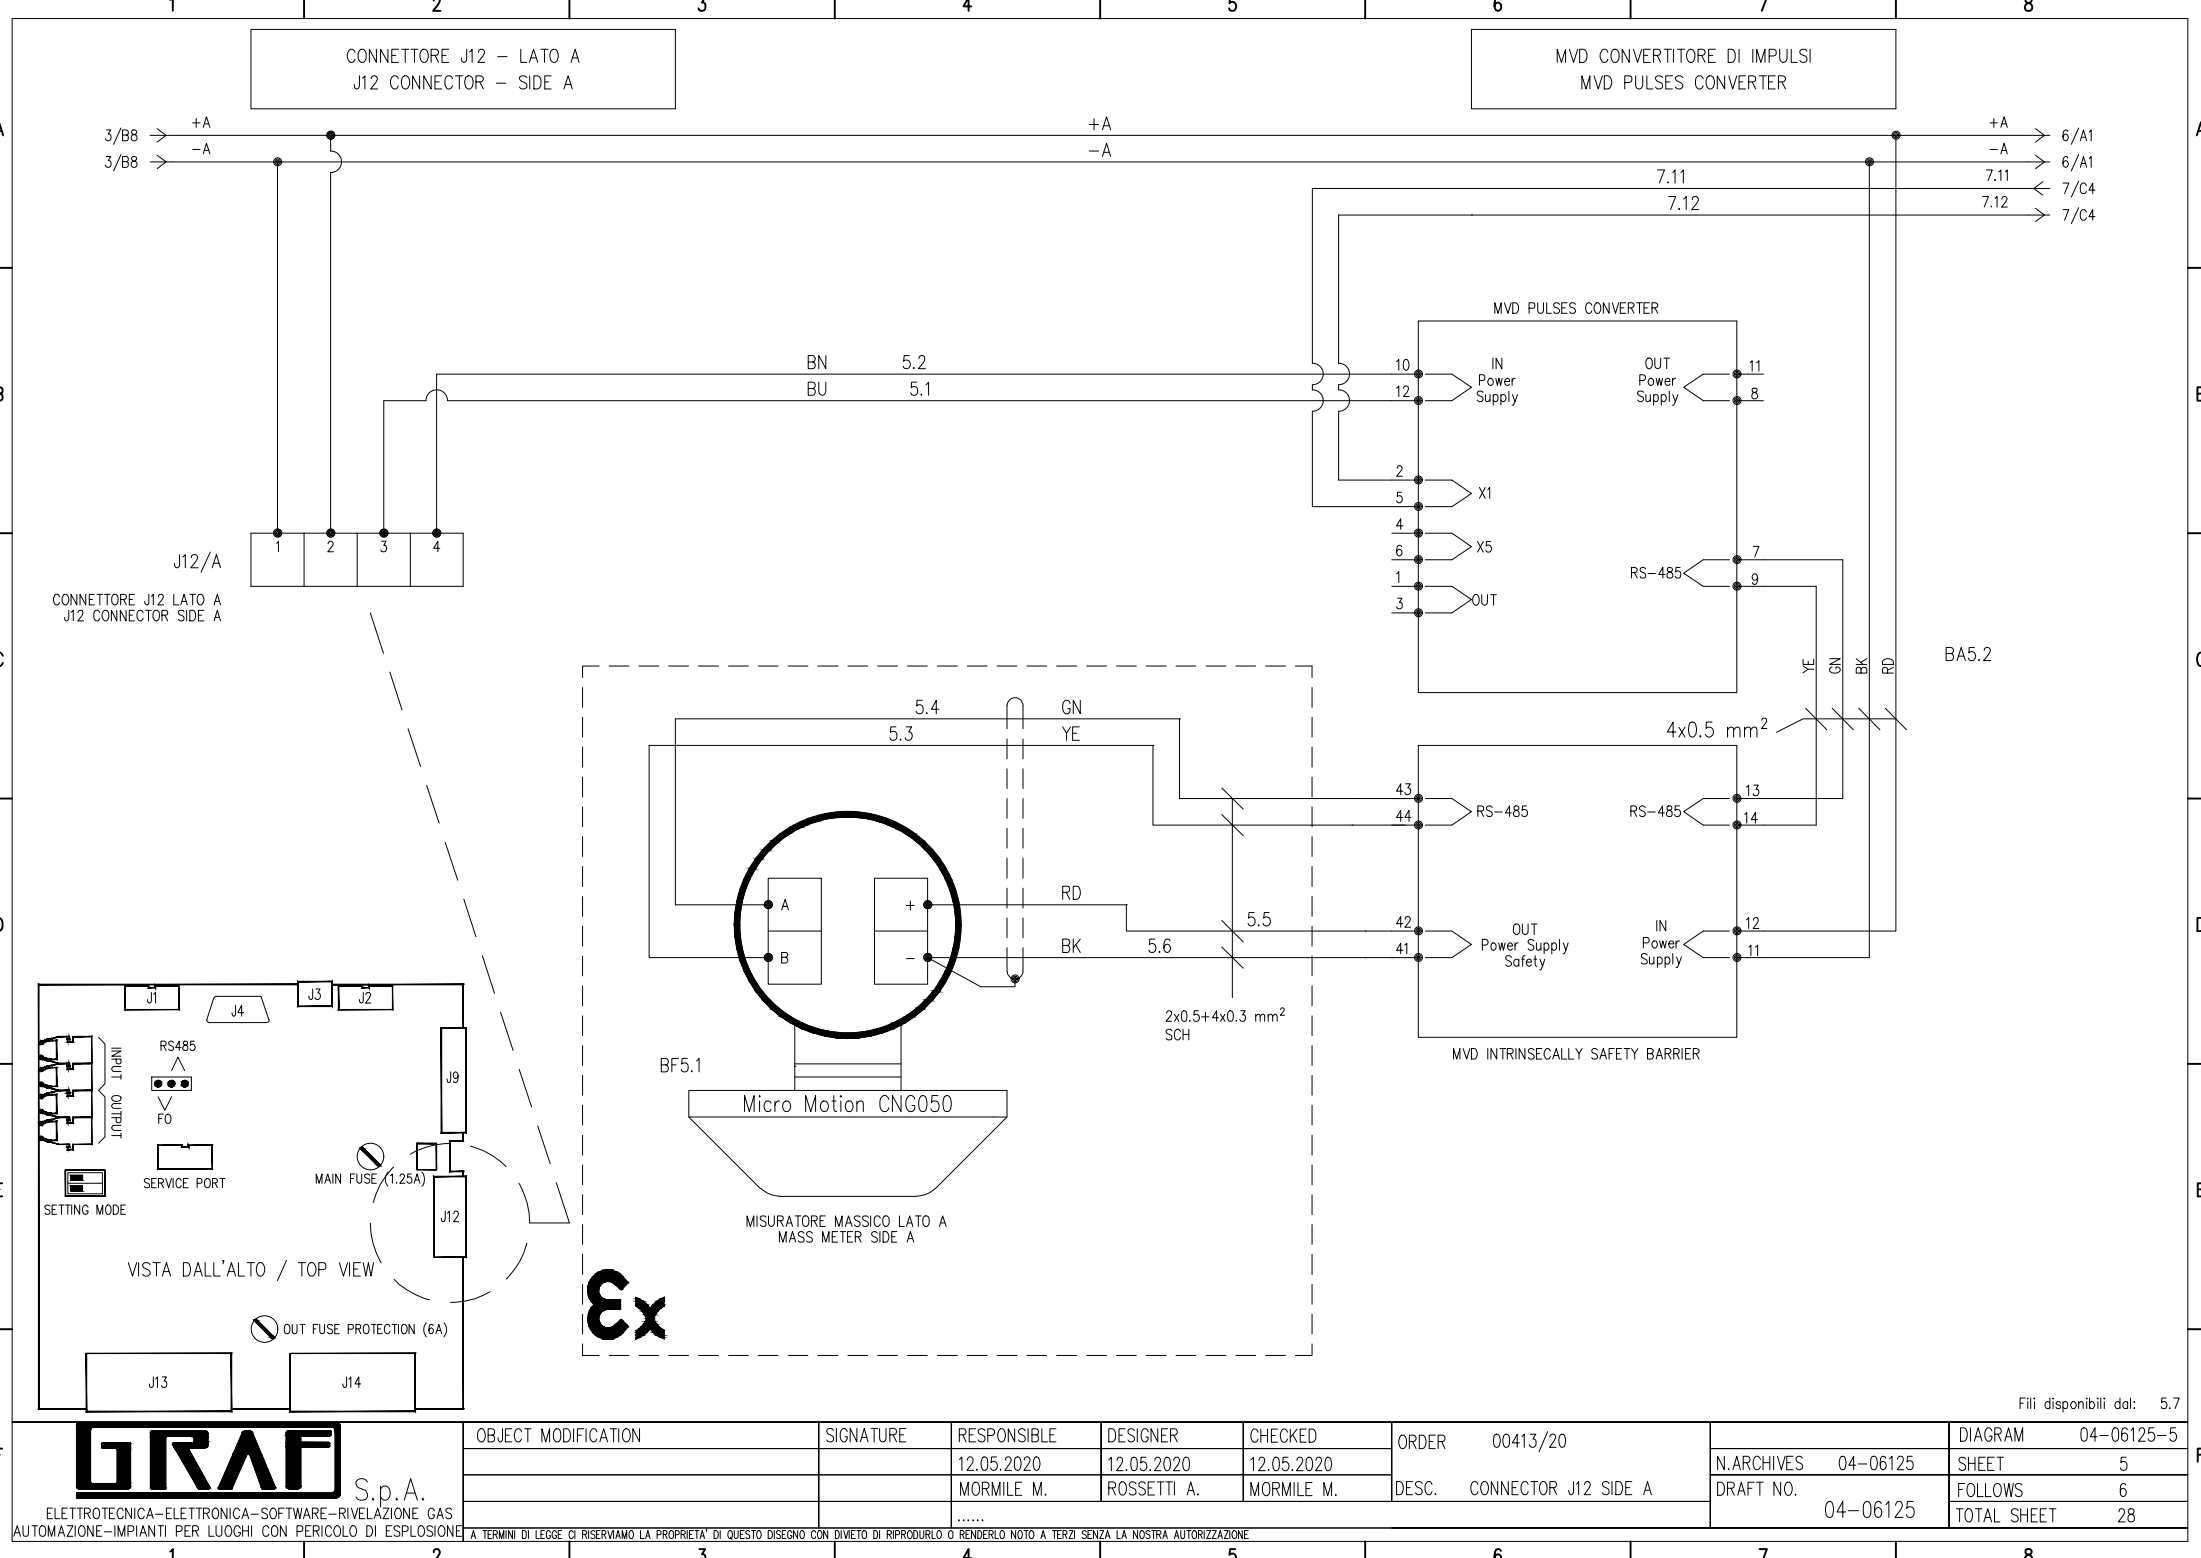 1 2 3 4 5 6 7 8
CONNETTORE J12 - LATO A
J12 CONNECTOR - SIDE A
MVD CONVERTITORE DI IMPULSI
MVD PULSES CONVERTER
A
A
3/B8
+A
+A
+A
6/A1
3/B8
-A
-A
-A
6/A1
7.11
7.11
7/C4
7.12
7.12
7/C4
MVD PULSES CONVERTER
BN 5.2
BU 5.1
10
12
IN
Power
Supply
OUT
Power
Supply
11
8
B
2
5
X1
4
6
X5
1
3
OUT
RS-485
7
9
J12/A
1 2 3 4
CONNETTORE J12 LATO A
J12 CONNECTOR SIDE A
C
C
YE
GN
BK
RD
BA5.2
4x0.5 mm²
5.4 GN
5.3 YE
43
44
RS-485
RS-485
13
14
A
B
+
-
RD
5.5
BK 5.6
42
41
OUT
Power Supply
Safety
IN
Power
Supply
12
11
D
2x0.5+4x0.3 mm²
SCH
MVD INTRINSECALLY SAFETY BARRIER
BF5.1
Micro Motion CNG050
MISURATORE MASSICO LATO A
MASS METER SIDE A
εx
J1
J4
J3
J2
RS485
FO
INPUT
OUTPUT
J9
SERVICE PORT
MAIN FUSE (1.25A)
SETTING MODE
J12
VISTA DALL'ALTO / TOP VIEW
OUT FUSE PROTECTION (6A)
J13
J14
E
Fili disponibili dal: 5.7
GRAF S.p.A.
ELETTROTECNICA-ELETTRONICA-SOFTWARE-RIVELAZIONE GAS
AUTOMAZIONE-IMPIANTI PER LUOGHI CON PERICOLO DI ESPLOSIONE
OBJECT MODIFICATION
SIGNATURE
RESPONSIBLE
12.05.2020
MORMILE M.
......
DESIGNER
12.05.2020
ROSSETTI A.
CHECKED
12.05.2020
MORMILE M.
ORDER 00413/20
DESC. CONNECTOR J12 SIDE A
N.ARCHIVES 04-06125
DRAFT NO.
04-06125
DIAGRAM 04-06125-5
SHEET 5
FOLLOWS 6
TOTAL SHEET 28
F
A TERMINI DI LEGGE CI RISERVIAMO LA PROPRIETA' DI QUESTO DISEGNO CON DIVIETO DI RIPRODURLO O RENDERLO NOTO A TERZI SENZA LA NOSTRA AUTORIZZAZIONE
1 2 3 4 5 6 7 8